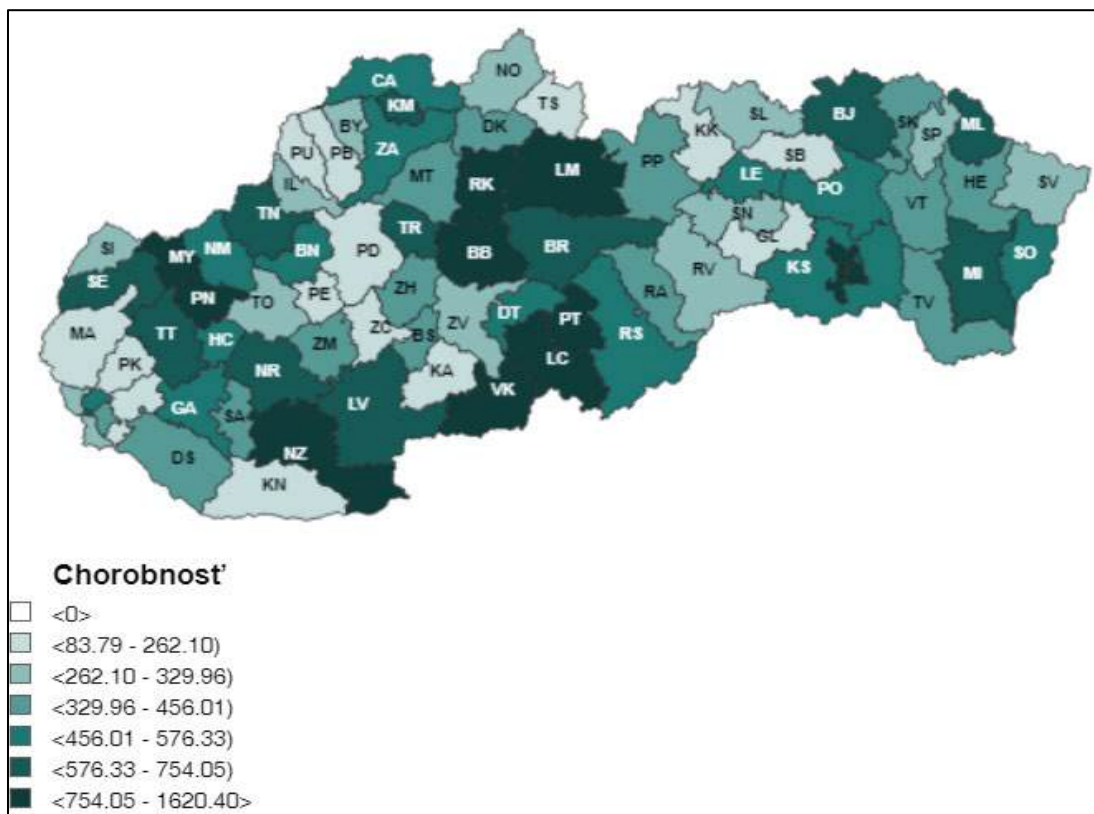 NO
CA
TS
KM
BY
DK
PU
PB
ZA
KK
SL
BJ
SK
SP
ML
SB
IL
MT
RK
LM
PP
LE
PO
HE
SV
VT
TN
TR
SN
SI
MY
NM
BN
PD
BB
BR
GL
SE
KS
MI
SO
PN
TO
PE
ZH
RV
RA
TV
MA
TT
HC
ZM
ZC
BS
ZV
DT
PT
RS
PK
NR
KA
LC
GA
SA
LV
VK
DS
NZ
KN
Chorobnosť
<0>
<83.79 - 262.10)
<262.10 - 329.96)
<329.96 - 456.01)
<456.01 - 576.33)
<576.33 - 754.05)
<754.05 - 1620.40>